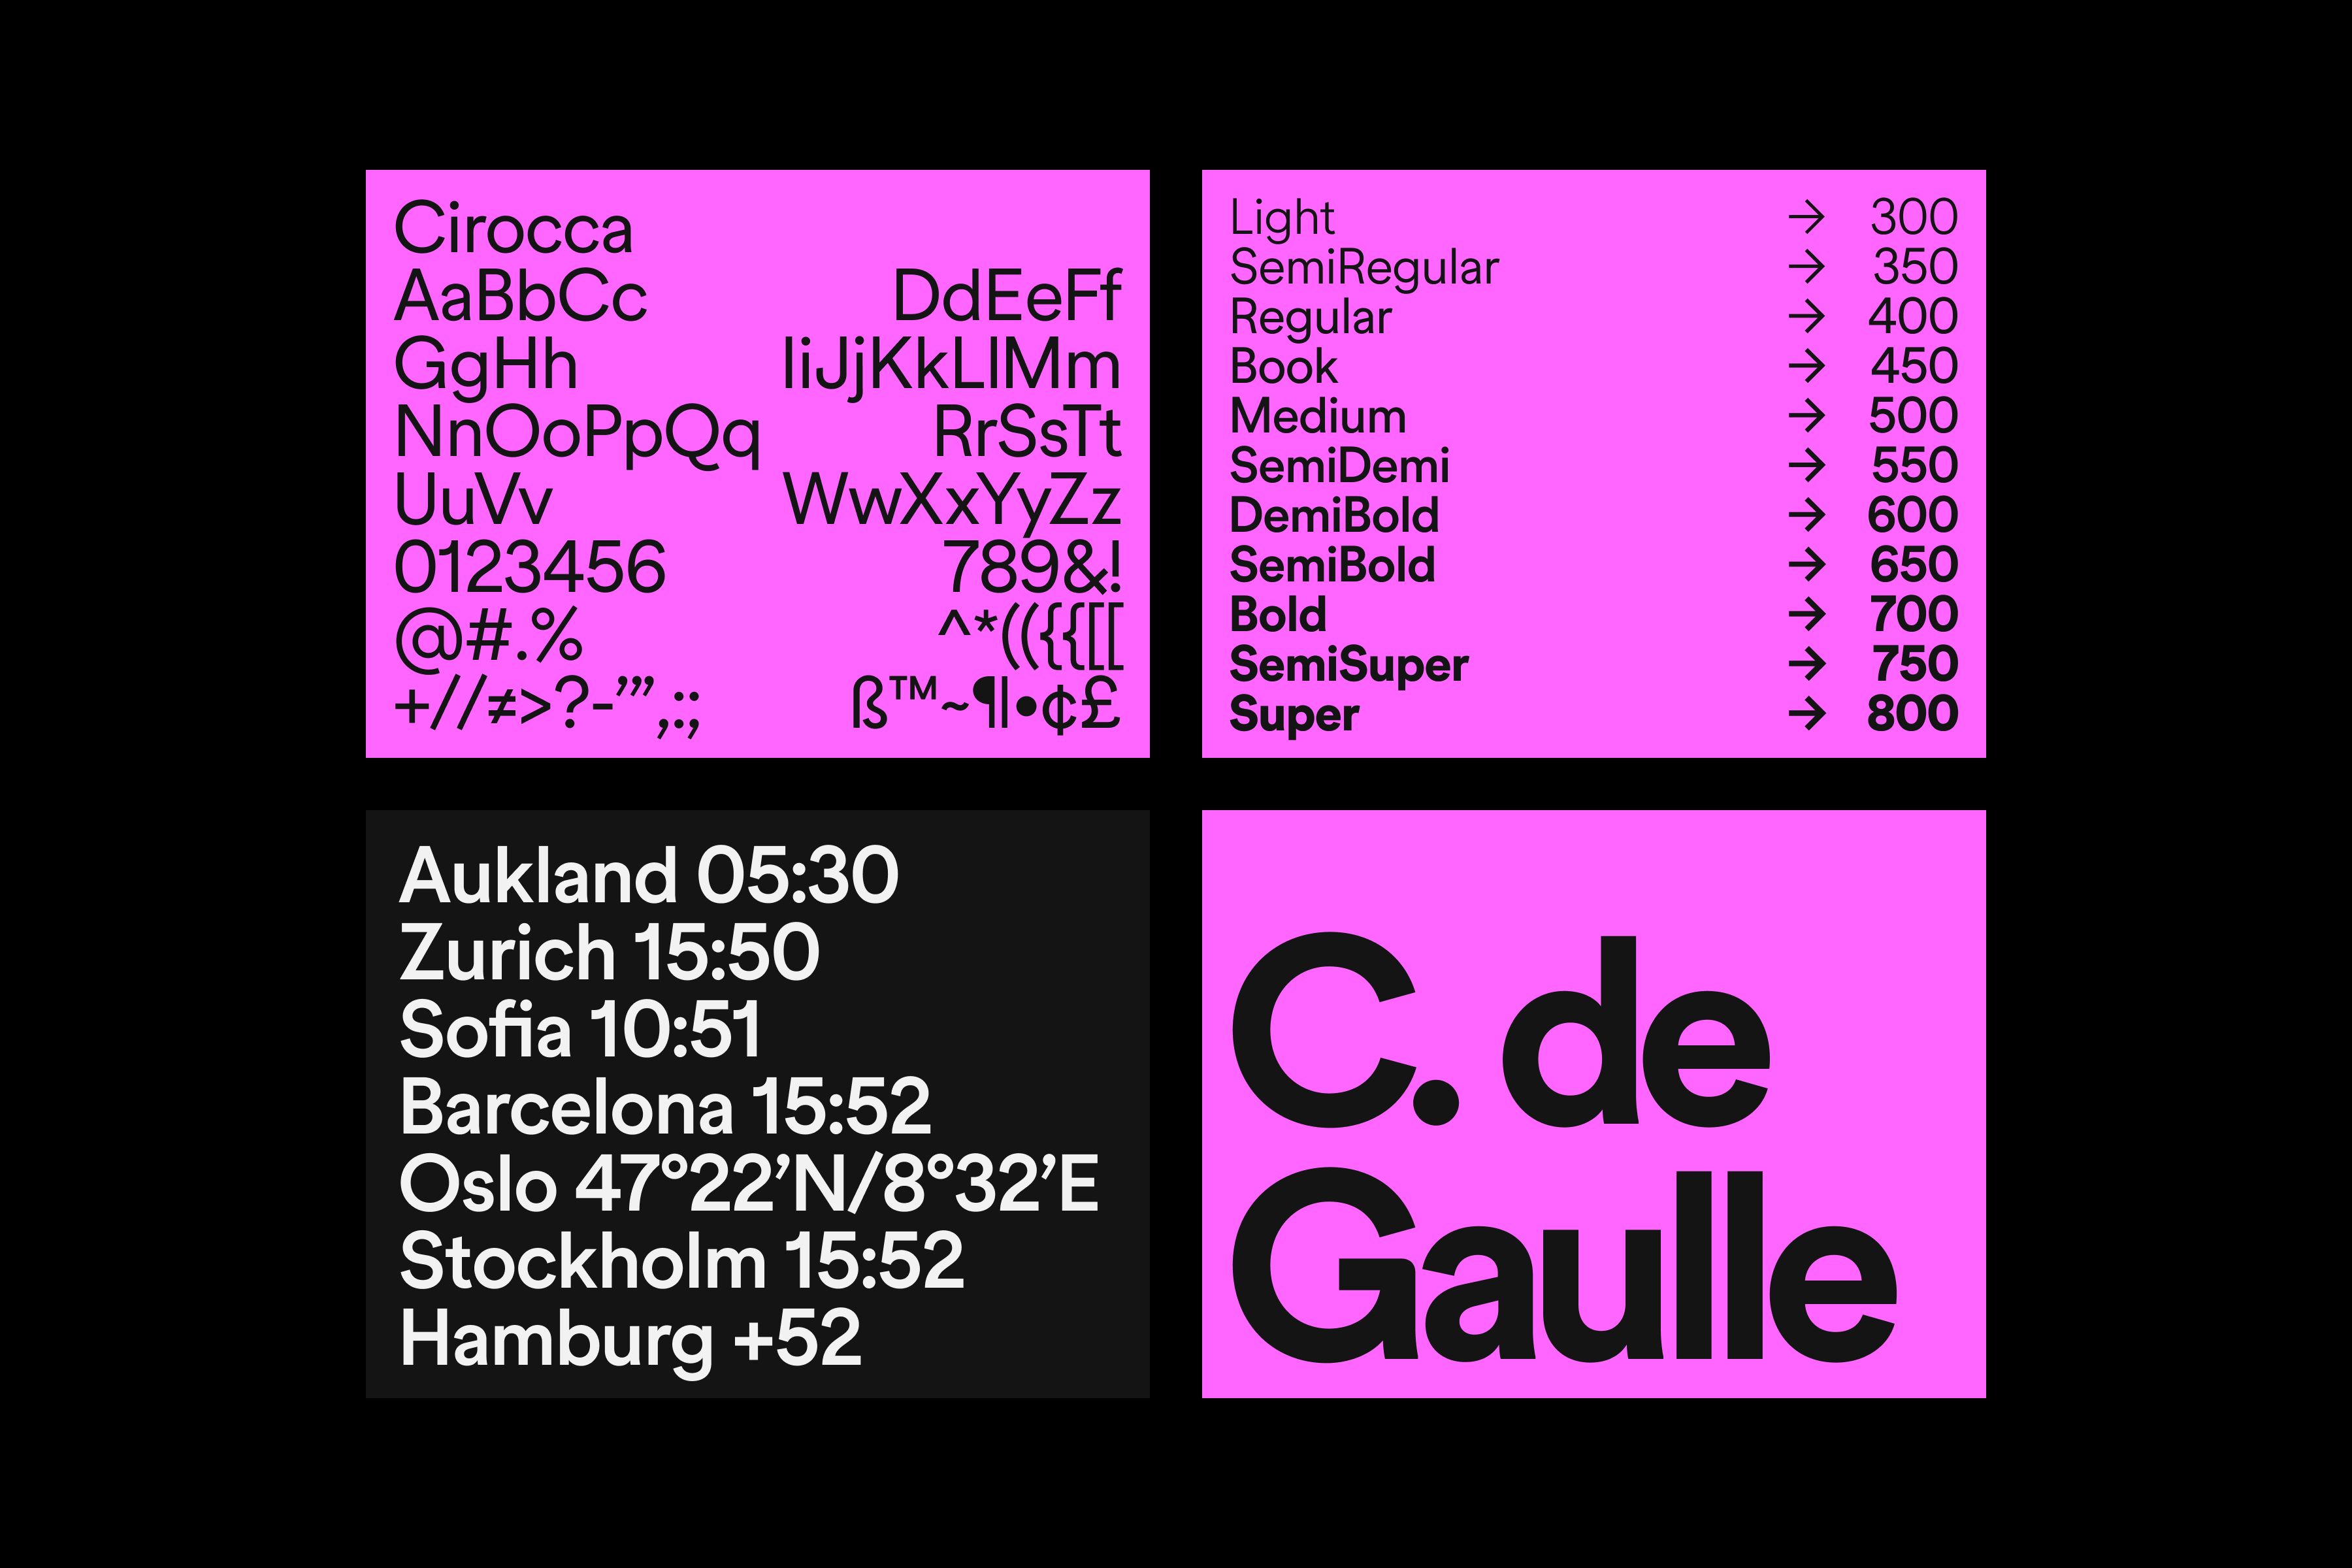 Cirocca
AaBbCc DdEeFf
GgHh IiJjKkLlMm
NnOoPpQq RrSsTt
UuVv WwXxYyZz
0123456 789&!
@#.% ^*(({{[[
+//≠>?-”’,:; ß™~¶|•¢£
Light → 300
SemiRegular → 350
Regular → 400
Book → 450
Medium → 500
SemiDemi → 550
DemiBold → 600
SemiBold → 650
Bold → 700
SemiSuper → 750
Super → 800
Aukland 05:30
Zurich 15:50
Sofia 10:51
Barcelona 15:52
Oslo 47°22’N/8°32’E
Stockholm 15:52
Hamburg +52
C. de
Gaulle